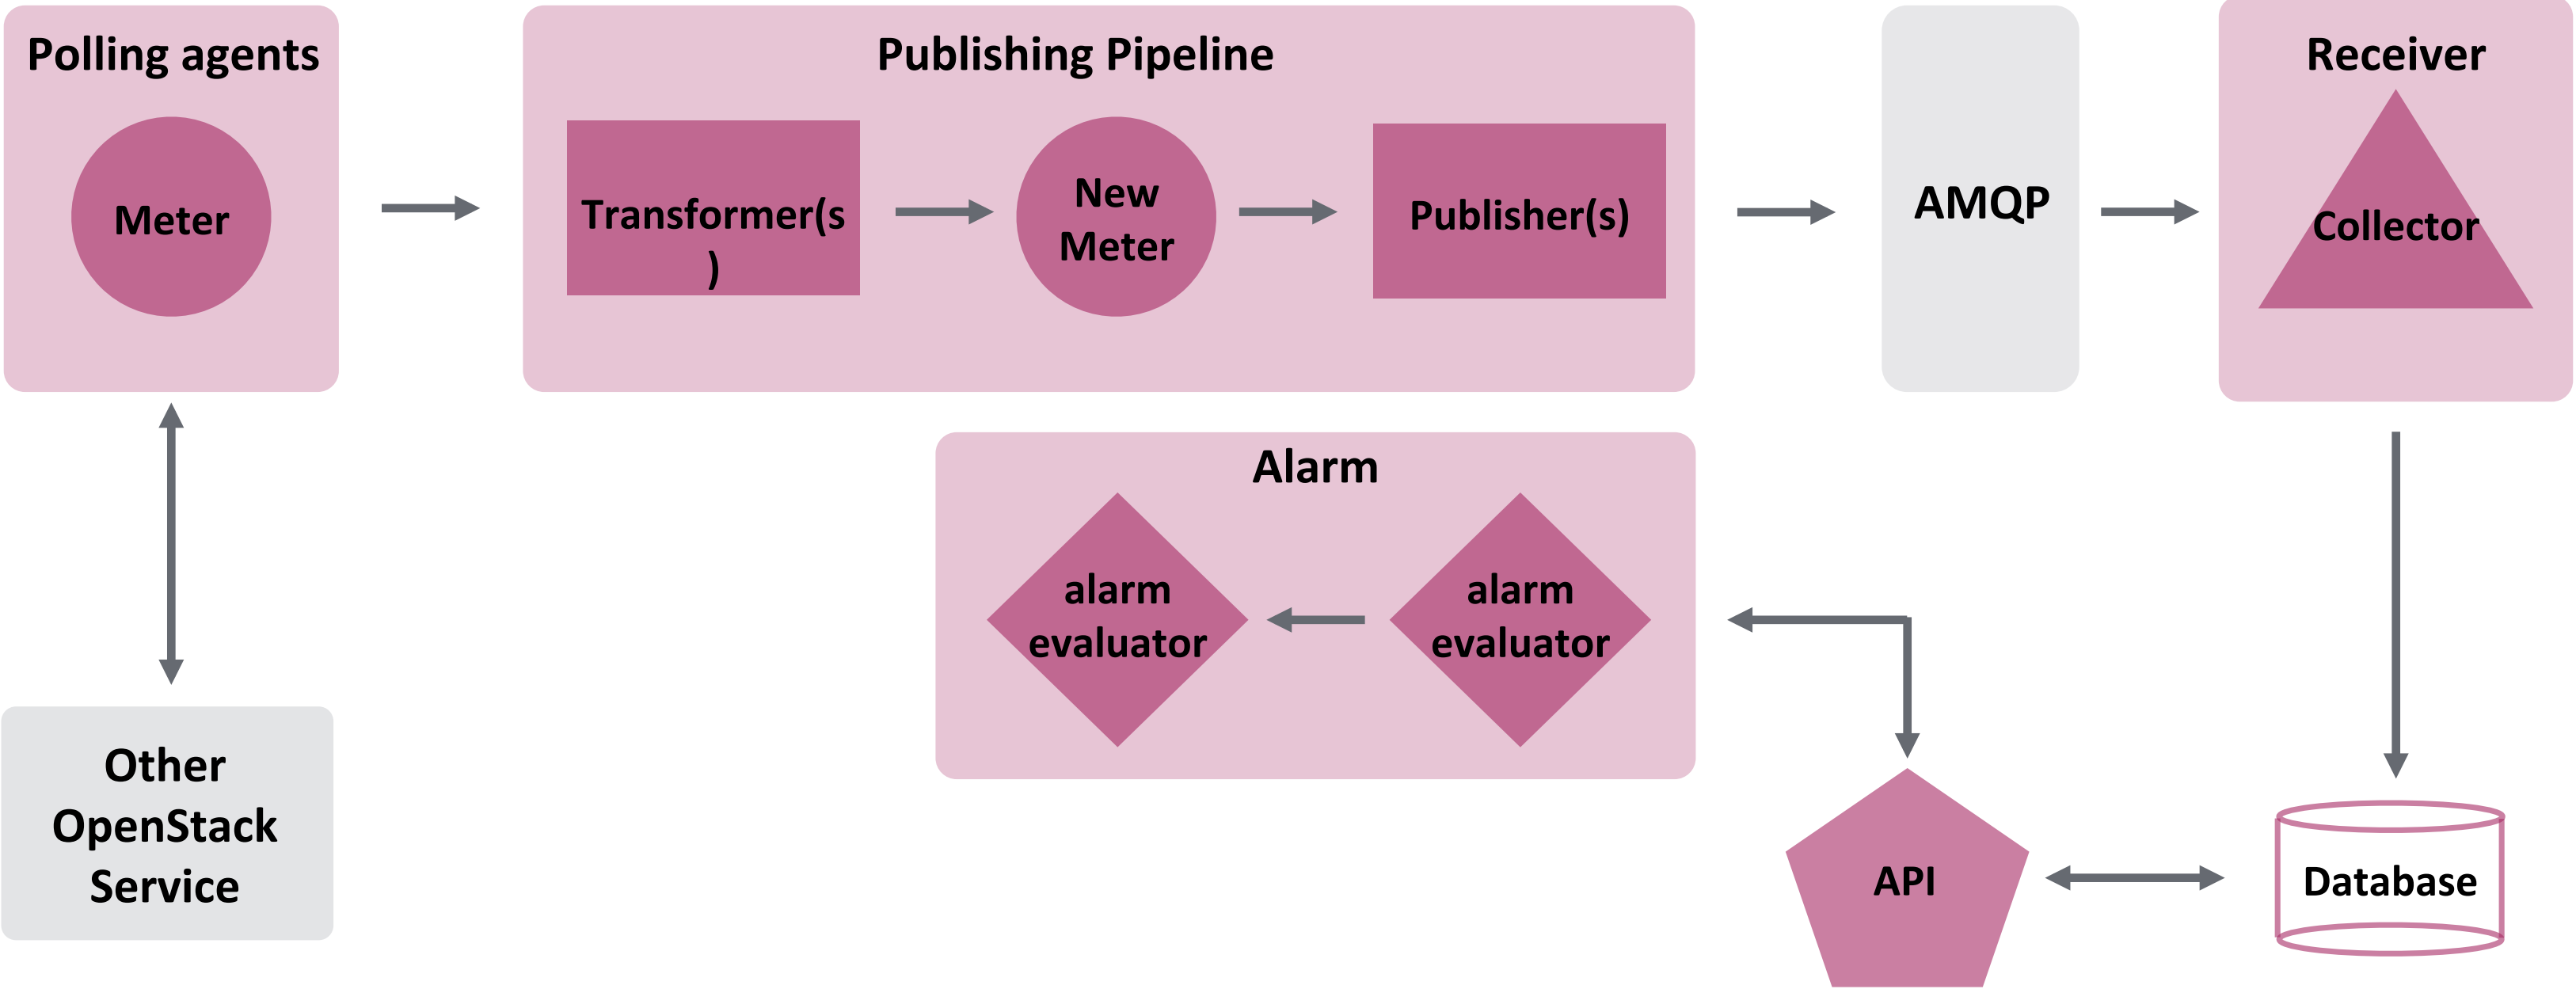 Polling agents
Meter
Publishing Pipeline
Transformer(s
)
New
Meter
Publisher(s)
AMQP
Receiver
Collector
Alarm
alarm
evaluator
alarm
evaluator
Other
OpenStack
Service
API
Database